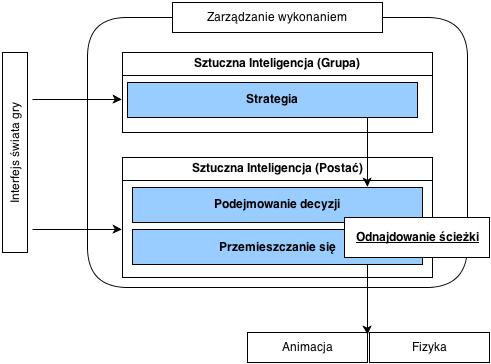 Zarządzanie wykonaniem
Interfejs świata gry
Sztuczna Inteligencja (Grupa)
Strategia
Sztuczna Inteligencja (Postać)
Podejmowanie decyzji
Odnajdowanie ścieżki
Przemieszczanie się
Animacja
Fizyka